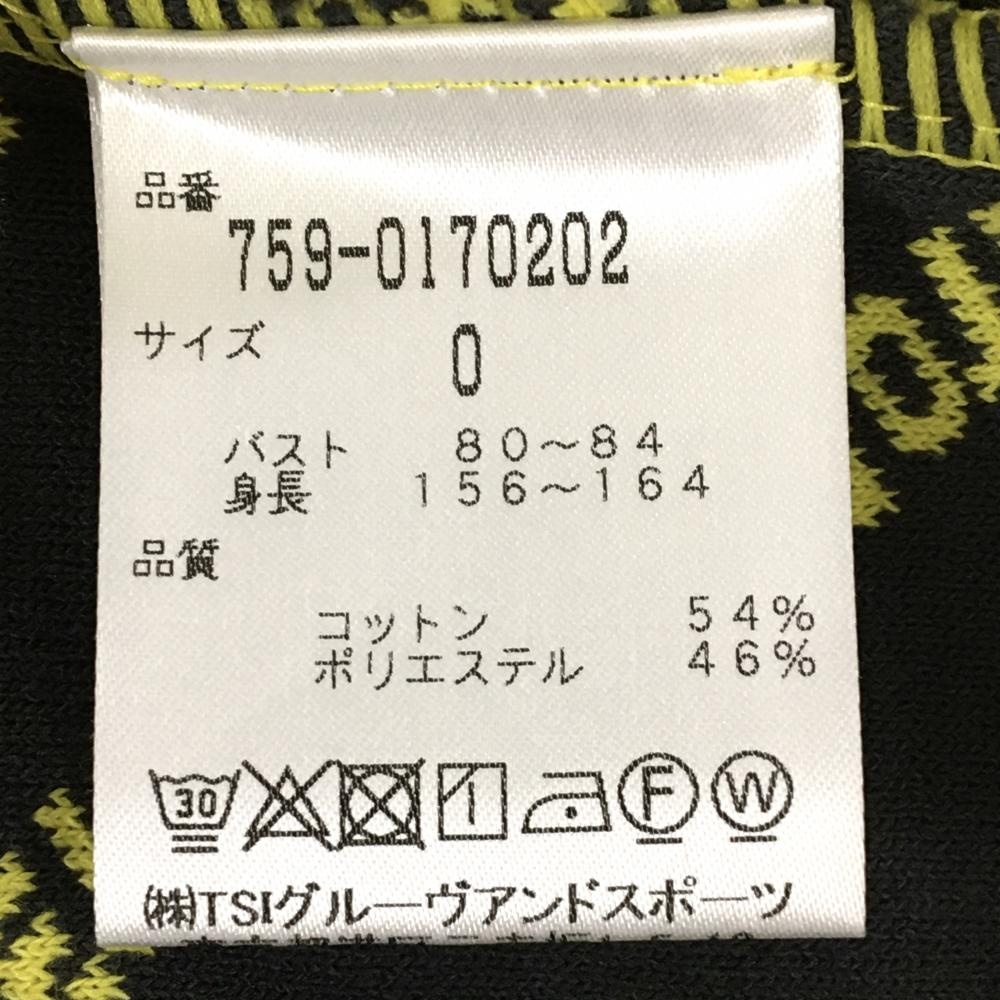 品番
759-0170202
サイズ 0
バスト 80～84
身長 156～164
品質
コットン 54%
ポリエステル 46%
30 F W
㈱TSIグルーヴアンドスポーツ